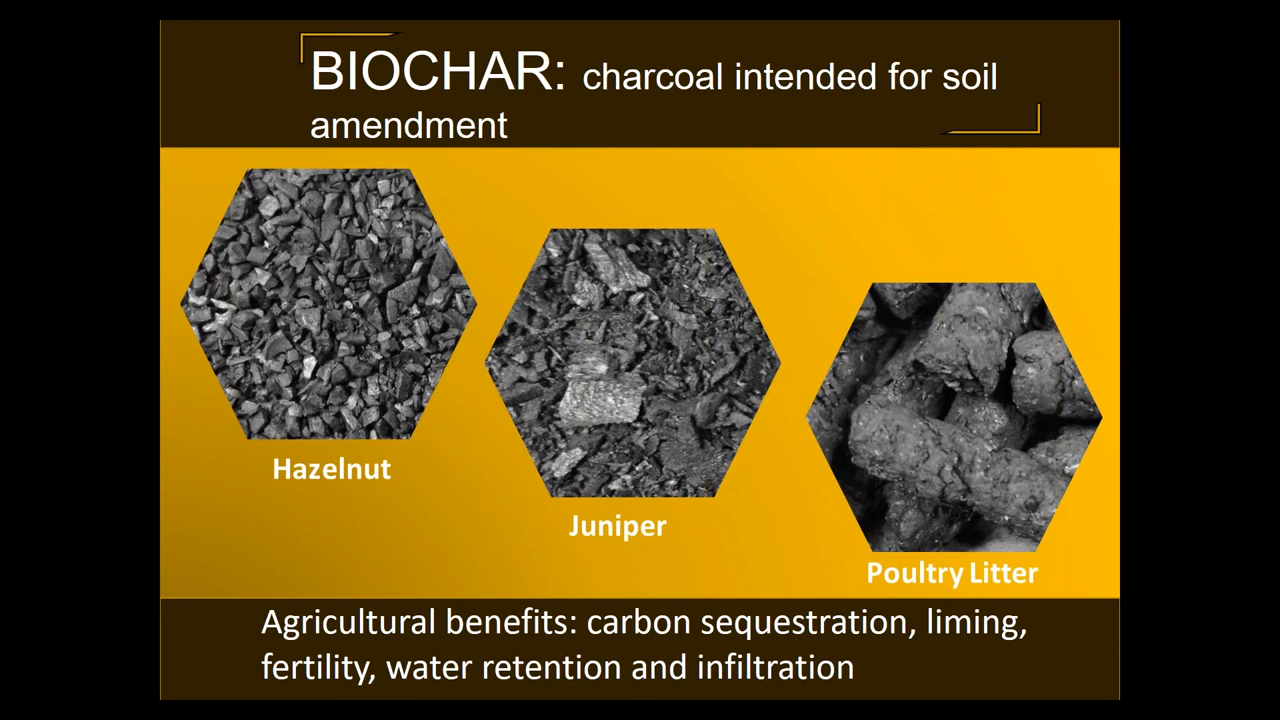 BIOCHAR: charcoal intended for soil
amendment
Hazelnut
Juniper
Poultry Litter
Agricultural benefits: carbon sequestration, liming,
fertility, water retention and infiltration